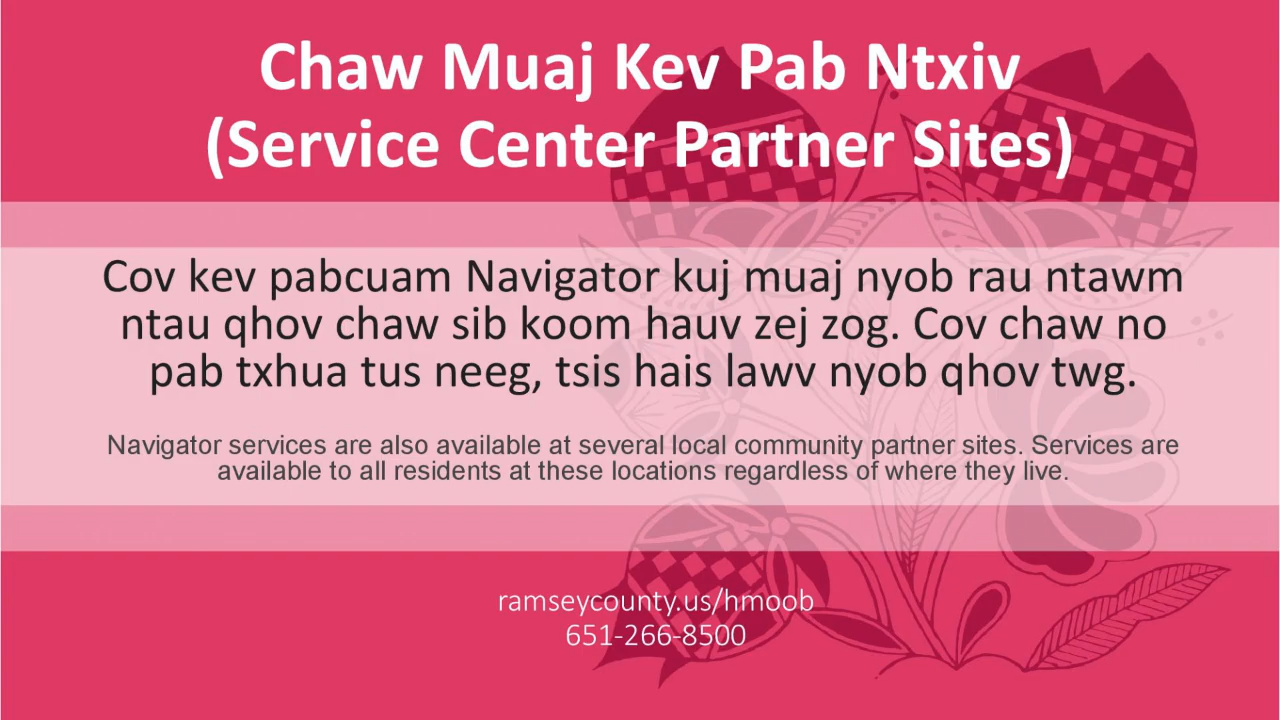 Chaw Muaj Kev Pab Ntxiv
(Service Center Partner Sites)
Cov kev pabcuam Navigator kuj muaj nyob rau ntawm
ntau qhov chaw sib koom hauv zej zog. Cov chaw no
pab txhua tus neeg, tsis hais lawv nyob qhov twg.
Navigator services are also available at several local community partner sites. Services are
available to all residents at these locations regardless of where they live.
ramseycounty.us/hmoob
651-266-8500